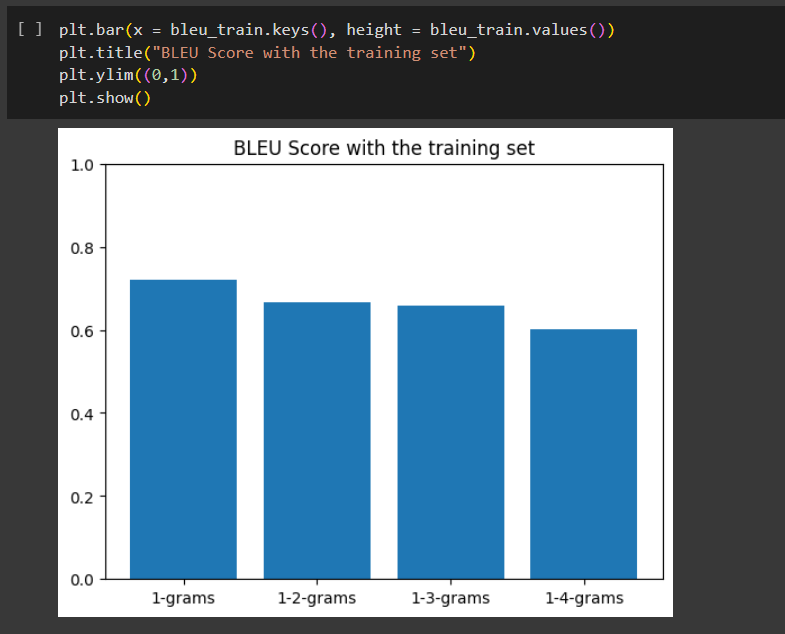 [ ] plt.bar(x = bleu_train.keys(), height = bleu_train.values())
plt.title("BLEU Score with the training set")
plt.ylim((0,1))
plt.show()
BLEU Score with the training set
1.0
0.8
0.6
0.4
0.2
0.0
1-grams 1-2-grams 1-3-grams 1-4-grams